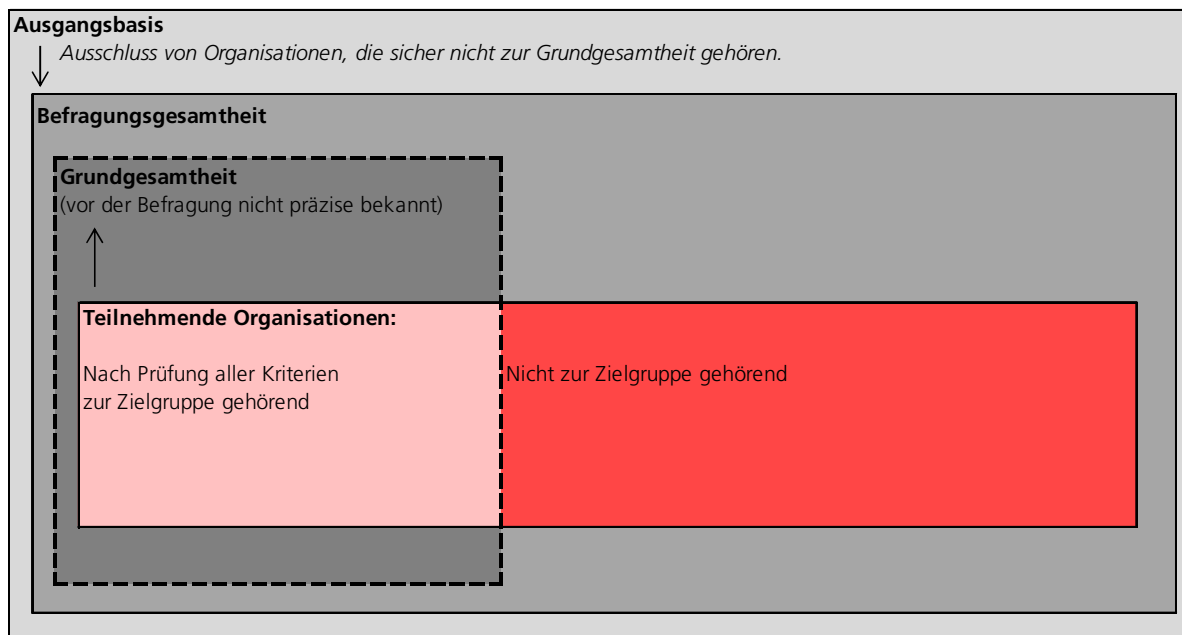 Ausgangsbasis
Ausschluss von Organisationen, die sicher nicht zur Grundgesamtheit gehören.
Befragungsgesamtheit
Grundgesamtheit
(vor der Befragung nicht präzise bekannt)
Teilnehmende Organisationen:
Nach Prüfung aller Kriterien
zur Zielgruppe gehörend
Nicht zur Zielgruppe gehörend